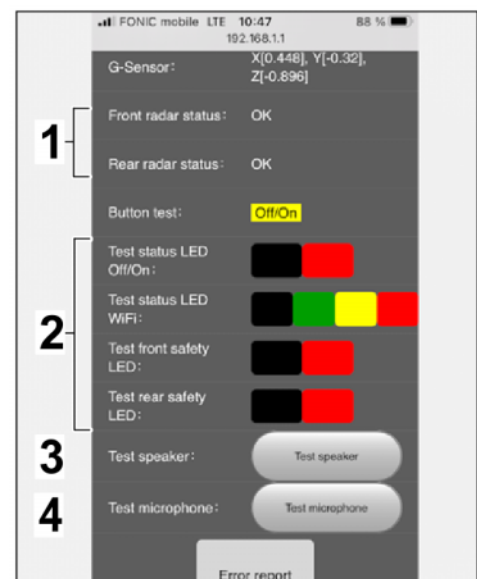 FONIC mobile LTE 10:47 88 %
192.168.1.1
G-Sensor: X[0.448], Y[-0.32],
Z[-0.896]
1
Front radar status: OK
Rear radar status: OK
Button test: Off/On
2
Test status LED
Off/On:
Test status LED
WiFi:
Test front safety
LED:
Test rear safety
LED:
3
Test speaker: Test speaker
4
Test microphone: Test microphone
Error report